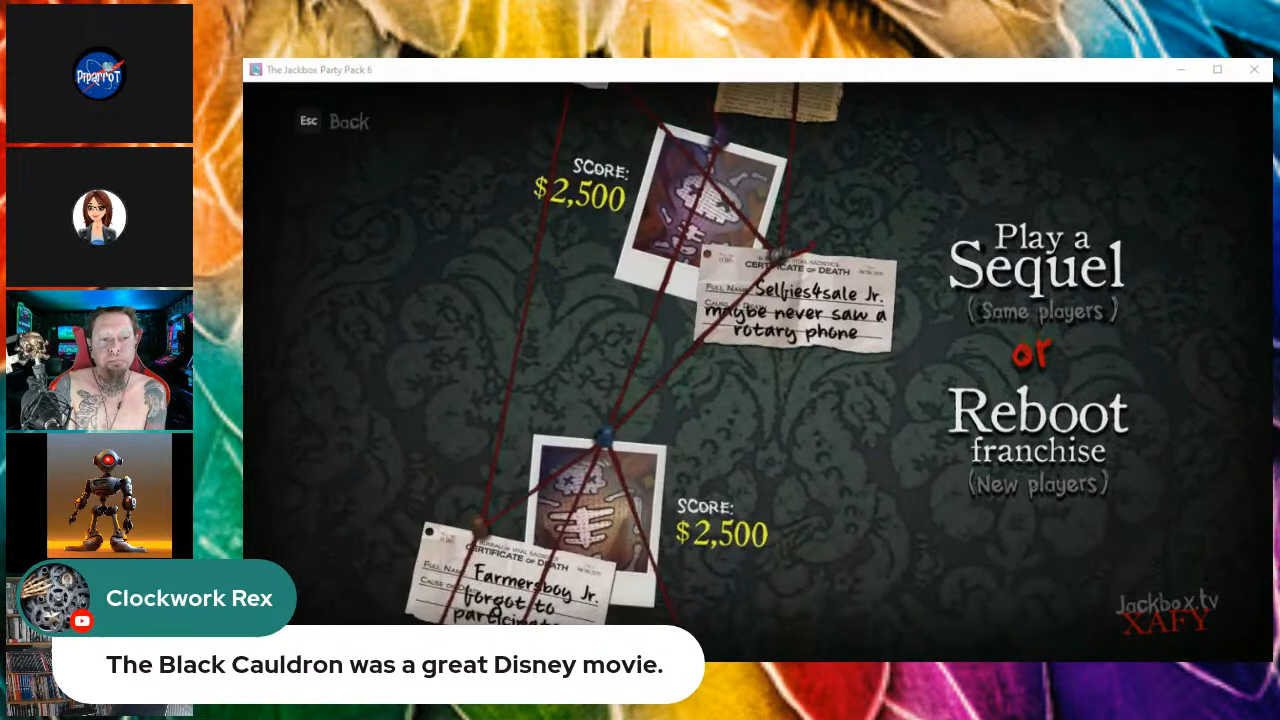 PiparroT
The Jackbox Party Pack 6
Esc Back
SCORE:
$2,500
CERTIFICATE OF DEATH
FULL NAME Selfies4sale Jr.
maybe never saw a
rotary phone
Play a
Sequel
(Same players)
or
Reboot
franchise
(New players)
SCORE:
$2,500
CERTIFICATE OF DEATH
FULL NAME Farmersboy Jr.
forgot to
Jackbox.tv
XAFY
Clockwork Rex
The Black Cauldron was a great Disney movie.